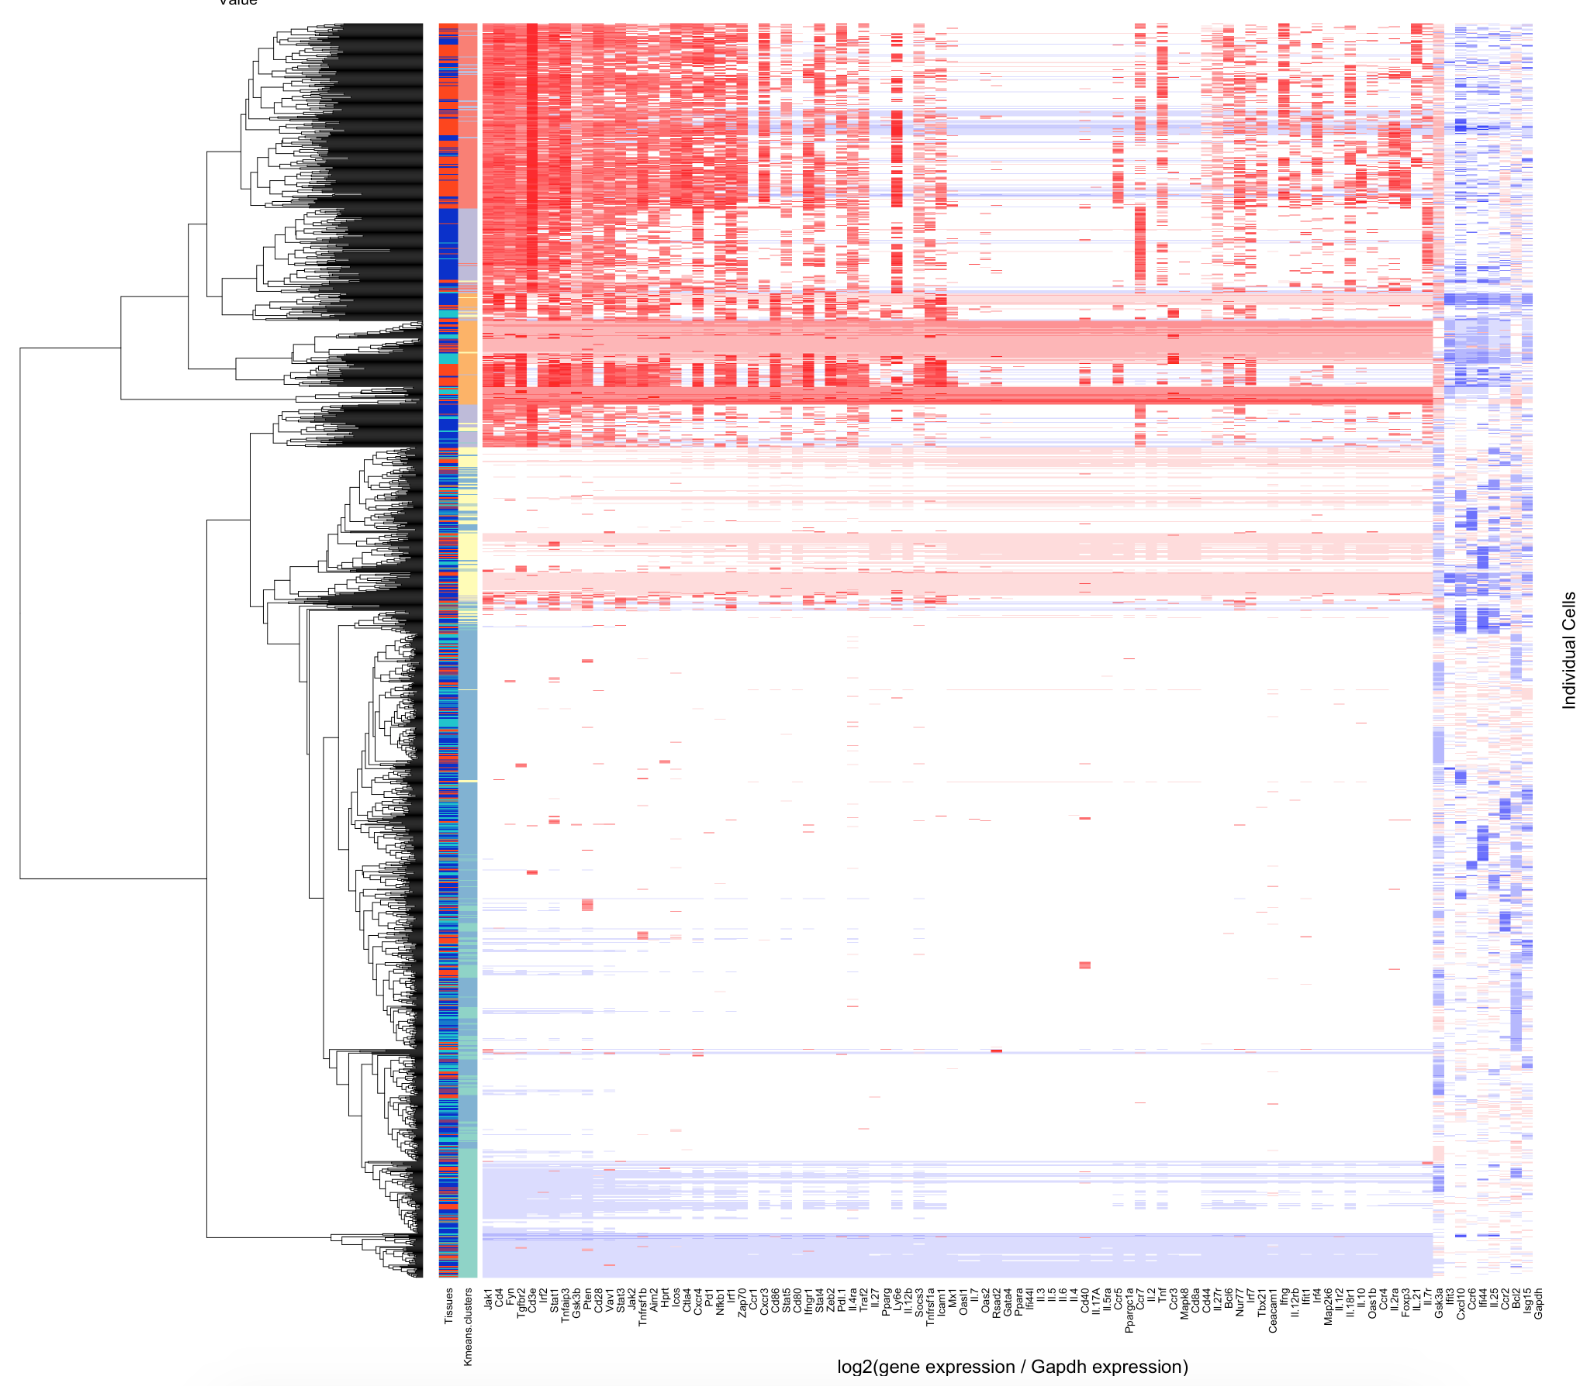 Value
Individual Cells
Tissues
Kmeans.clusters
Jak1
Cd4
Fyn
Tgfbr2
Cd3e
Irf2
Stat1
Tnfaip3
Gsk3b
Pten
Cd28
Vav1
Stat3
Jak2
Tnfrsf1b
Aim2
Hprt
Icos
Ctla4
Cxcr4
Pd1
Nfkb1
Irf1
Zap70
Ccr1
Cxcr3
Cd86
Stat5
Cd80
Ifngr1
Stat4
Zeb2
Pdl.1
Il.4ra
Traf2
Il.27
Pparg
Ly6e
Il.12b
Socs3
Tnfrsf1a
Icam1
Mx1
Oasl1
Il.7
Oas2
Rsad2
Gata4
Ppara
Ifi44l
Il.3
Il.5
Il.6
Il.4
Cd40
Il.17A
Il.5ra
Ccr5
Ppargc1a
Ccr7
Il.2
Tnf
Ccr3
Mapk8
Cd8a
Cd44
Il.27r
Bcl6
Nur77
Irf7
Tbx21
Ceacam1
Ifng
Il.12rb
Ifit1
Irf4
Map2k6
Il.1r2
Il.18r1
Il.10
Oas1b
Ccr4
Il.2ra
Foxp3
IL.21
Il.7r
Gsk3a
Ifit3
Cxcl10
Ccr6
Ifi44
Il.25
Ccr2
Bcl2
Isg15
Gapdh
log2(gene expression / Gapdh expression)